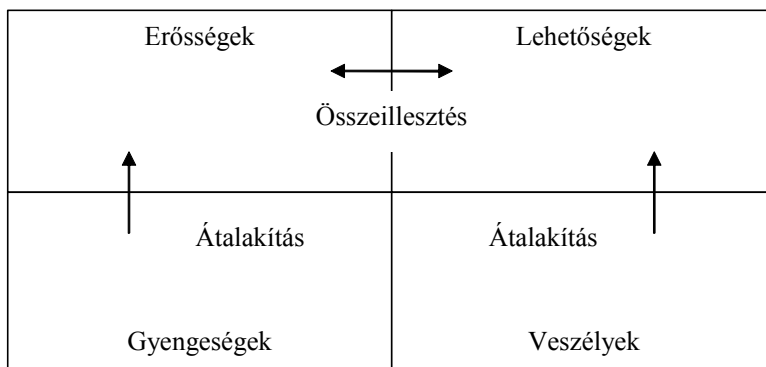 Erősségek
Lehetőségek
Összeillesztés
Átalakítás
Átalakítás
Gyengeségek
Veszélyek